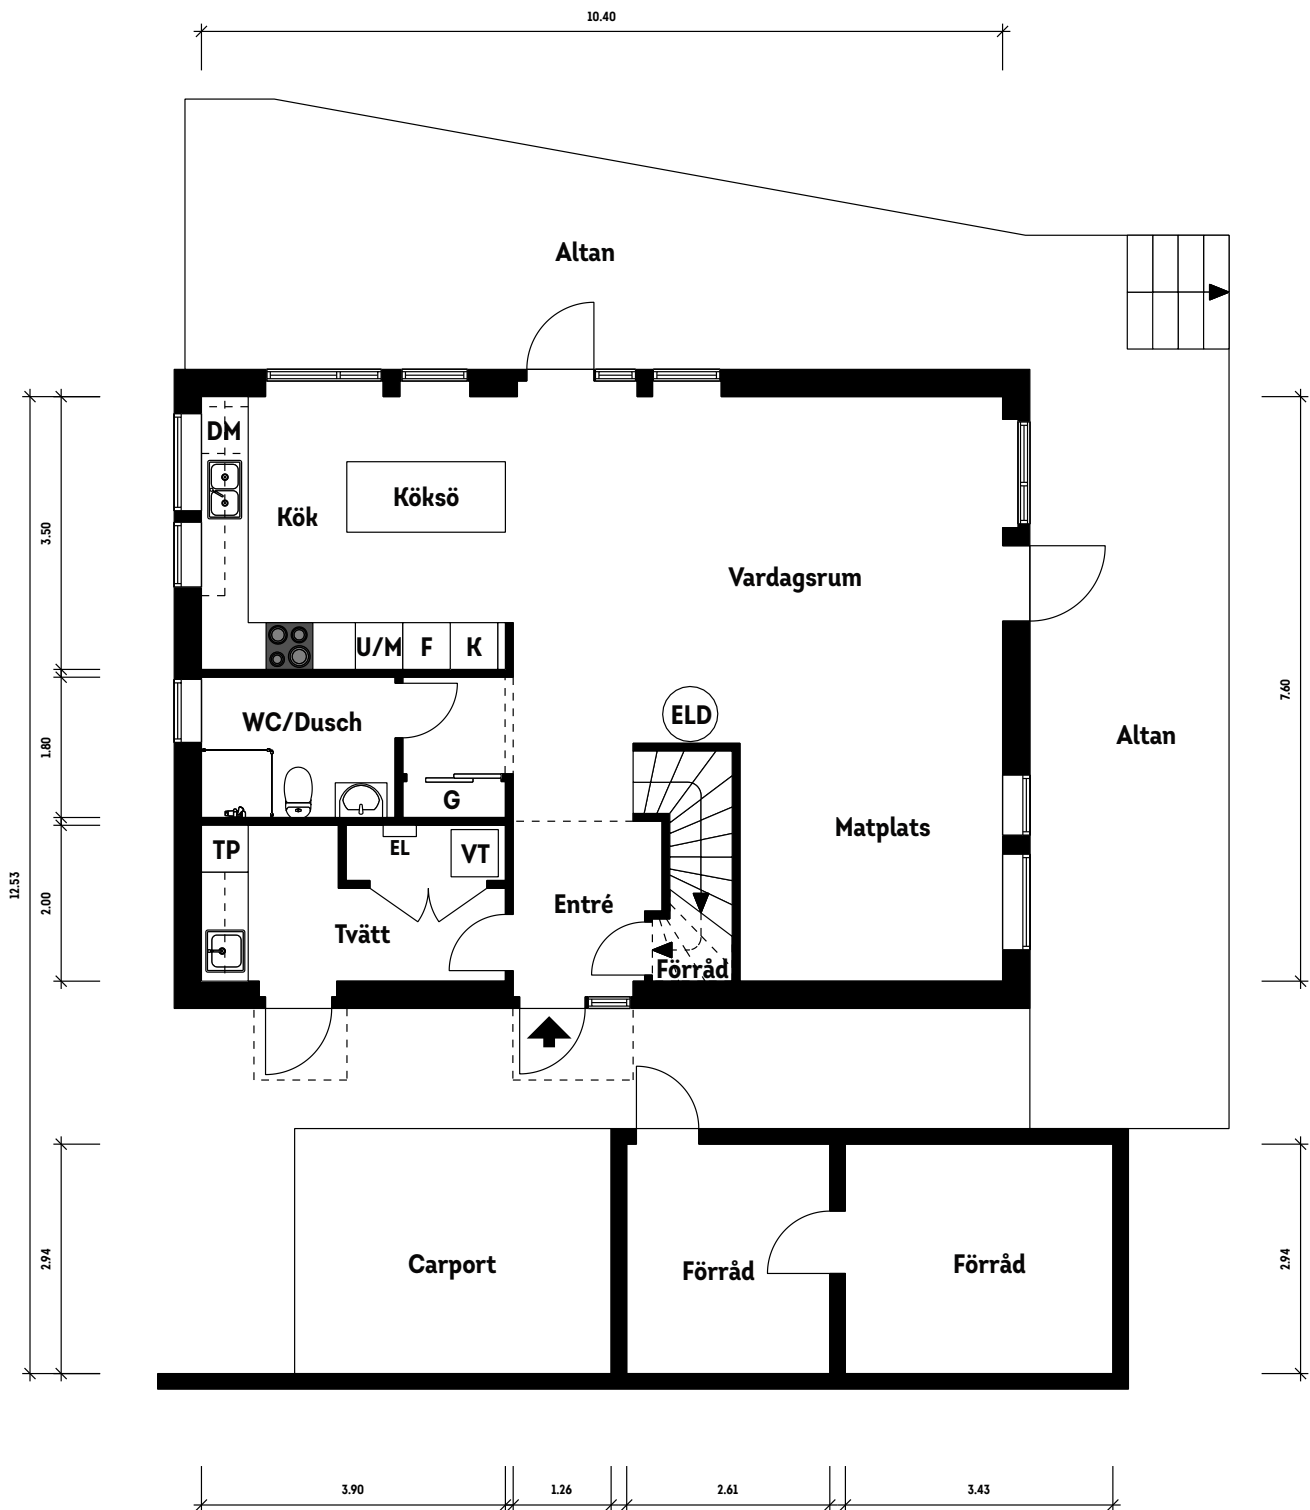 10.40
Altan
DM
Köksö
Kök
3.50
Vardagsrum
U/M F K
7.60
ELD
WC/Dusch
Altan
1.80
G
Matplats
TP
EL
VT
12.53
2.00
Entré
Tvätt
Förråd
2.94
Carport
Förråd
Förråd
2.94
3.90
1.26
2.61
3.43